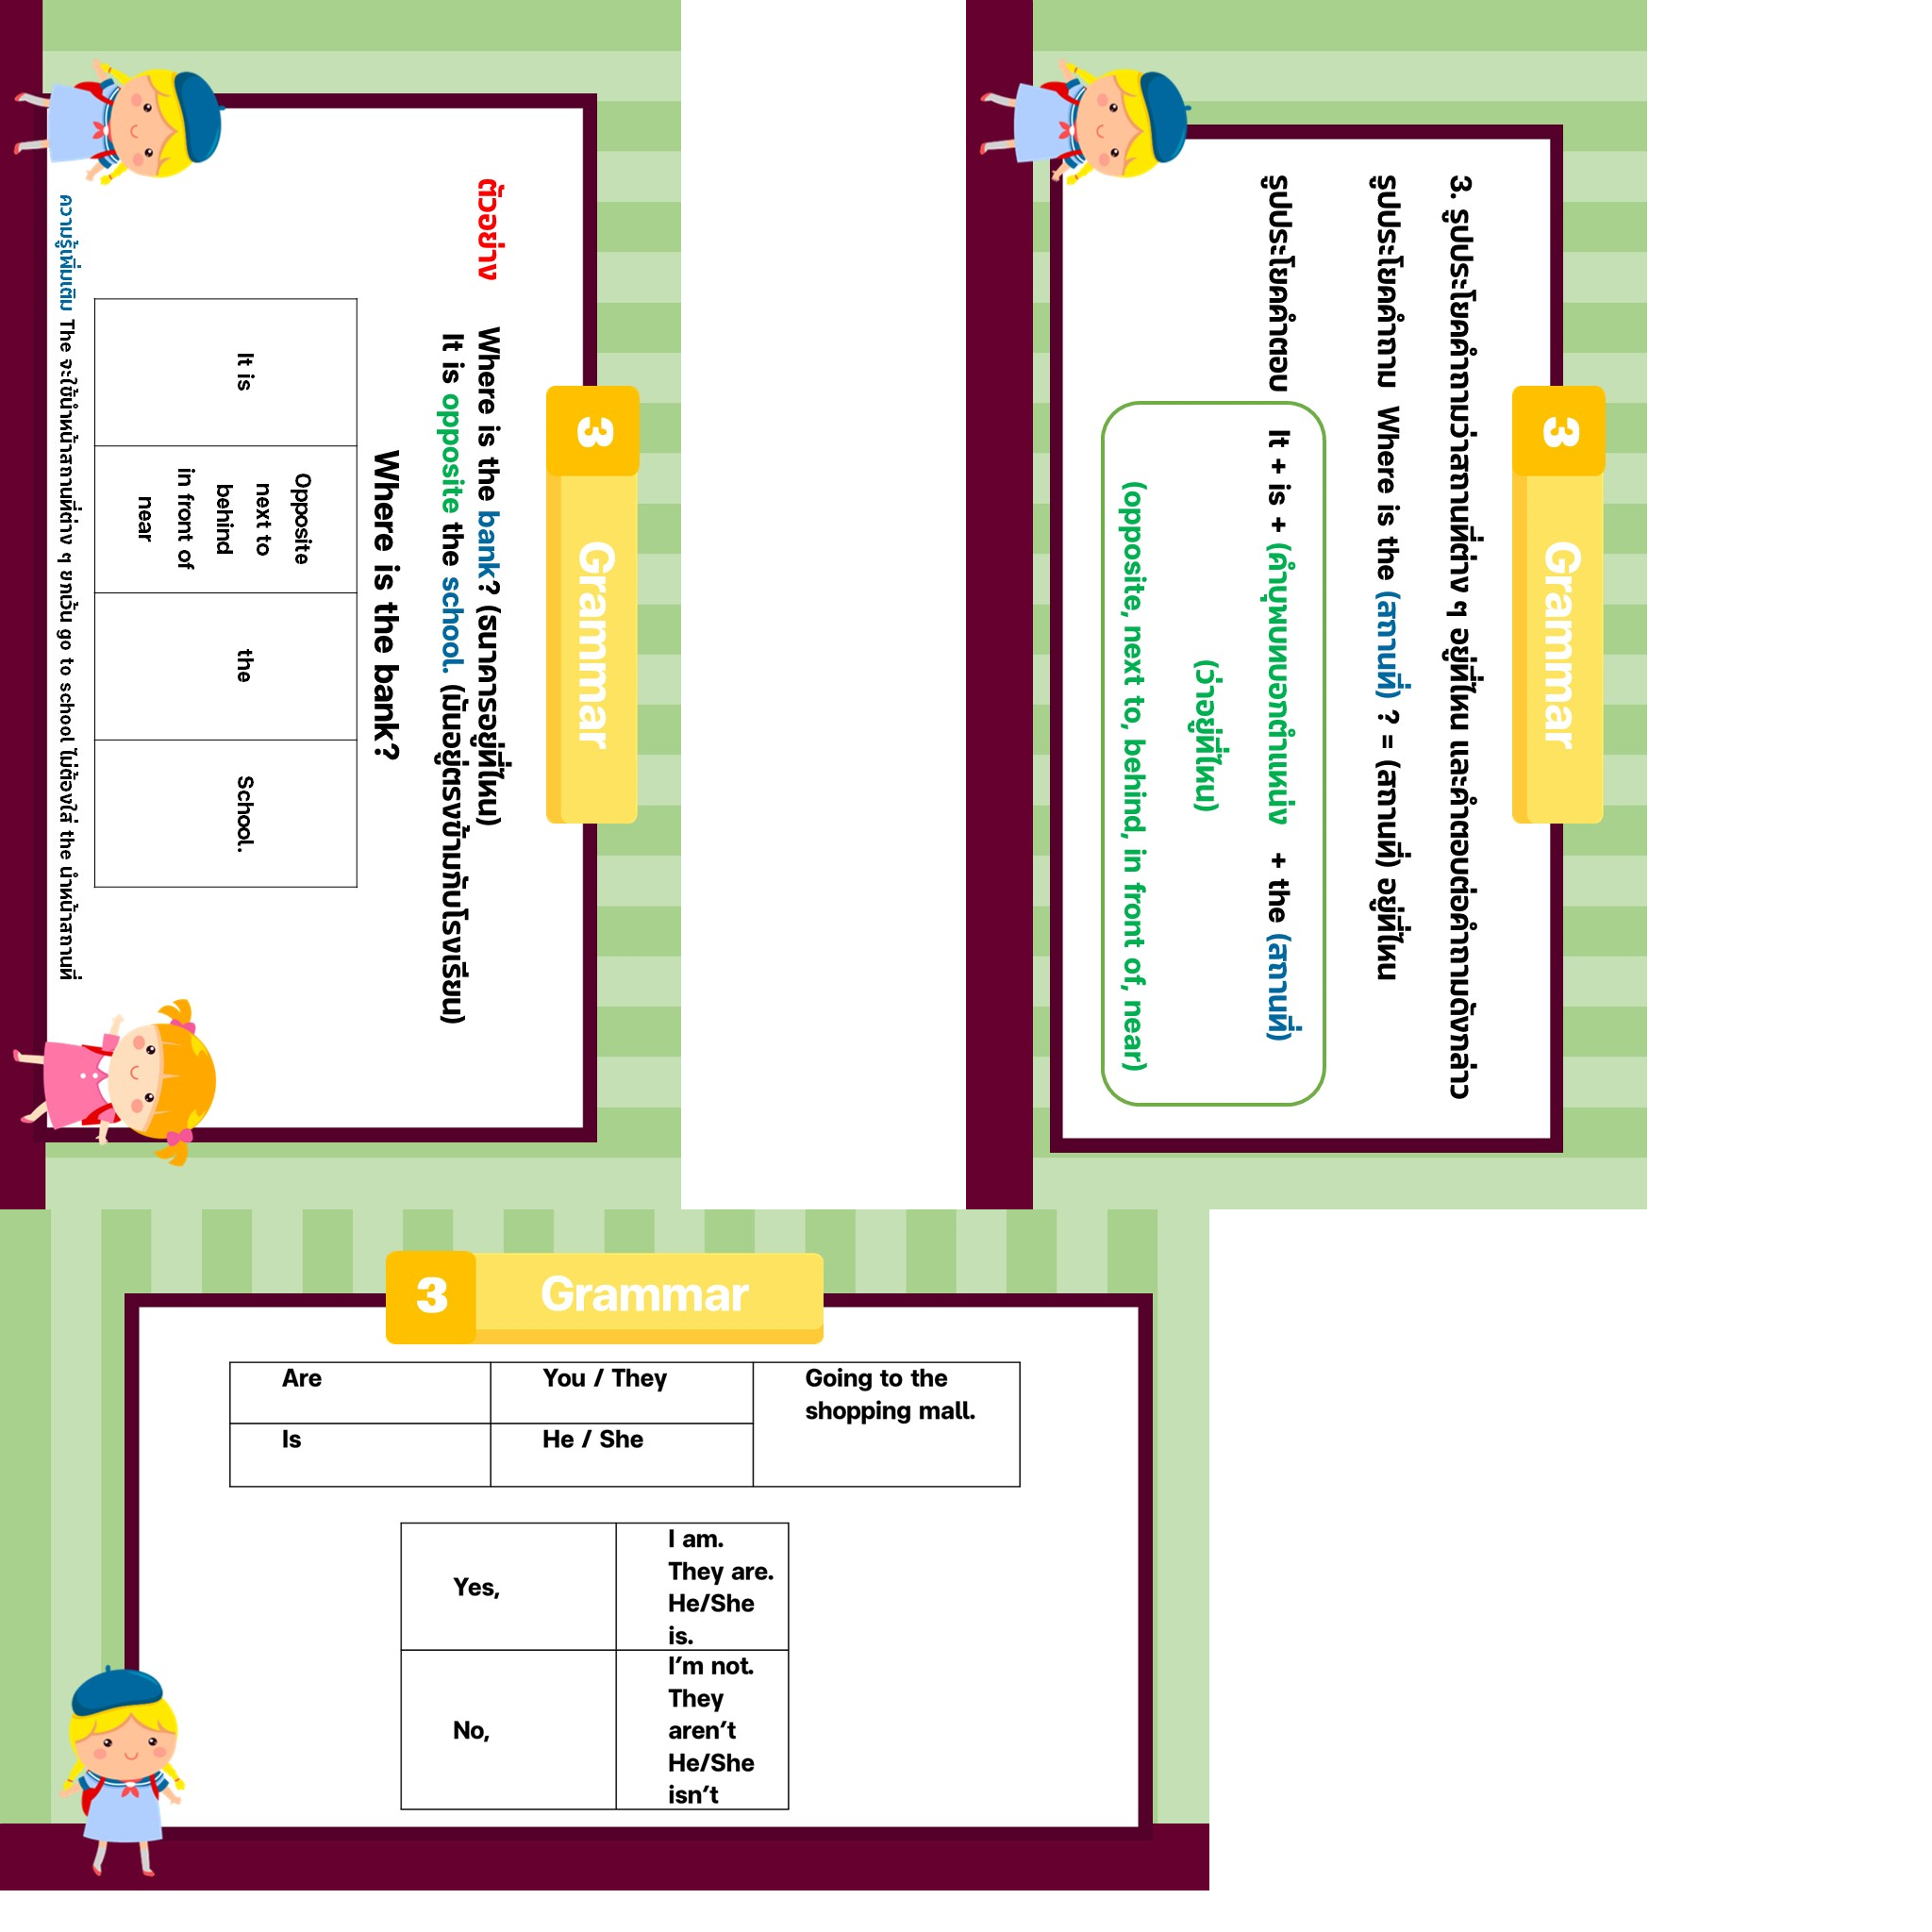 3 Grammar
ตัวอย่าง Where is the bank? (ธนาคารอยู่ที่ไหน)
It is opposite the school. (มันอยู่ตรงข้ามกับโรงเรียน)
Where is the bank?
It is
Opposite
next to
behind
in front of
near
the
School.
ความรู้เพิ่มเติม The จะใช้นำหน้าสถานที่ต่าง ๆ ยกเว้น go to school ไม่ต้องใส่ the นำหน้าสถานที่
3 Grammar
3. รูปประโยคคำถามว่าสถานที่ต่าง ๆ อยู่ที่ไหน และคำตอบต่อคำถามดังกล่าว
รูปประโยคคำถาม Where is the (สถานที่) ? = (สถานที่) อยู่ที่ไหน
รูปประโยคคำตอบ It + is + (คำบุพบทบอกตำแหน่ง + the (สถานที่)
(ว่าอยู่ที่ไหน)
(opposite, next to, behind, in front of, near)
3 Grammar
Are
You / They
Going to the
shopping mall.
Is
He / She
Yes,
I am.
They are.
He/She
is.
No,
I’m not.
They
aren’t
He/She
isn’t